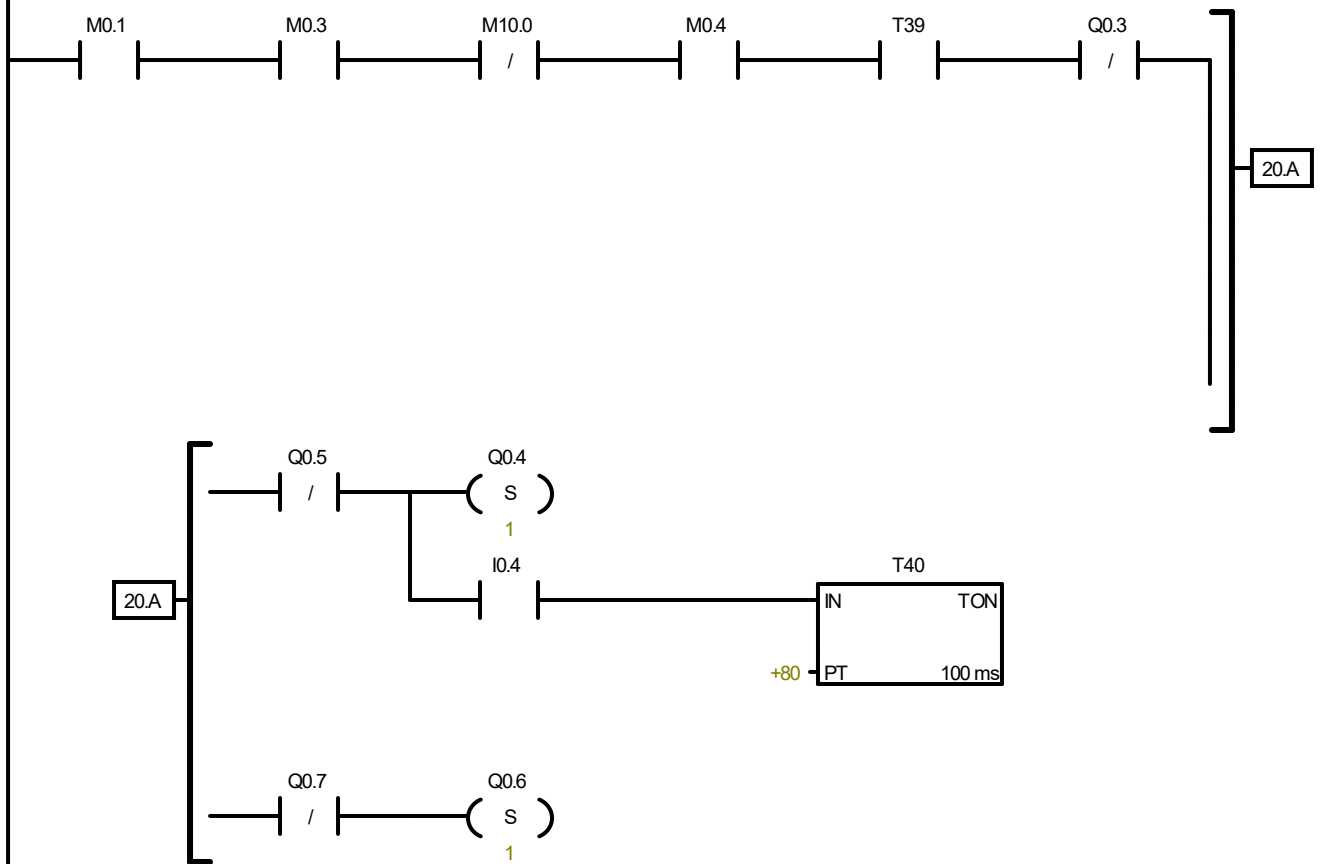 M0.1 M0.3 M10.0 M0.4 T39 Q0.3
/ /
20.A
Q0.5 Q0.4
/ S
1
I0.4 T40
20.A IN TON
+80 PT 100 ms
Q0.7 Q0.6
/ S
1